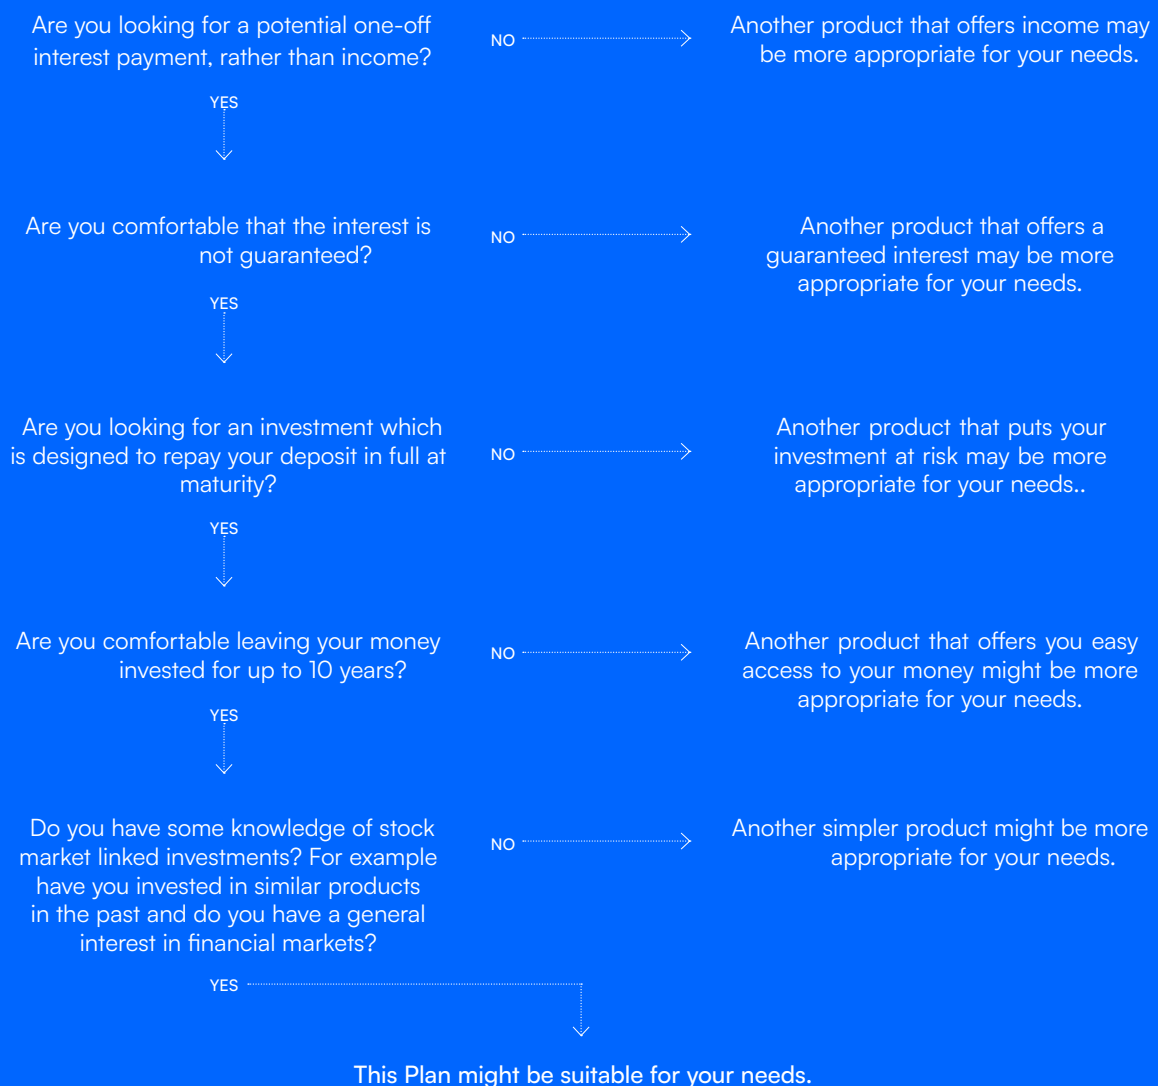 Are you looking for a potential one-off
interest payment, rather than income?
NO
Another product that offers income may
be more appropriate for your needs.
YES
Are you comfortable that the interest is
not guaranteed?
NO
Another product that offers a
guaranteed interest may be more
appropriate for your needs.
YES
Are you looking for an investment which
is designed to repay your deposit in full at
maturity?
NO
Another product that puts your
investment at risk may be more
appropriate for your needs..
YES
Are you comfortable leaving your money
invested for up to 10 years?
NO
Another product that offers you easy
access to your money might be more
appropriate for your needs.
YES
Do you have some knowledge of stock
market linked investments? For example
have you invested in similar products
in the past and do you have a general
interest in financial markets?
NO
Another simpler product might be more
appropriate for your needs.
YES
This Plan might be suitable for your needs.